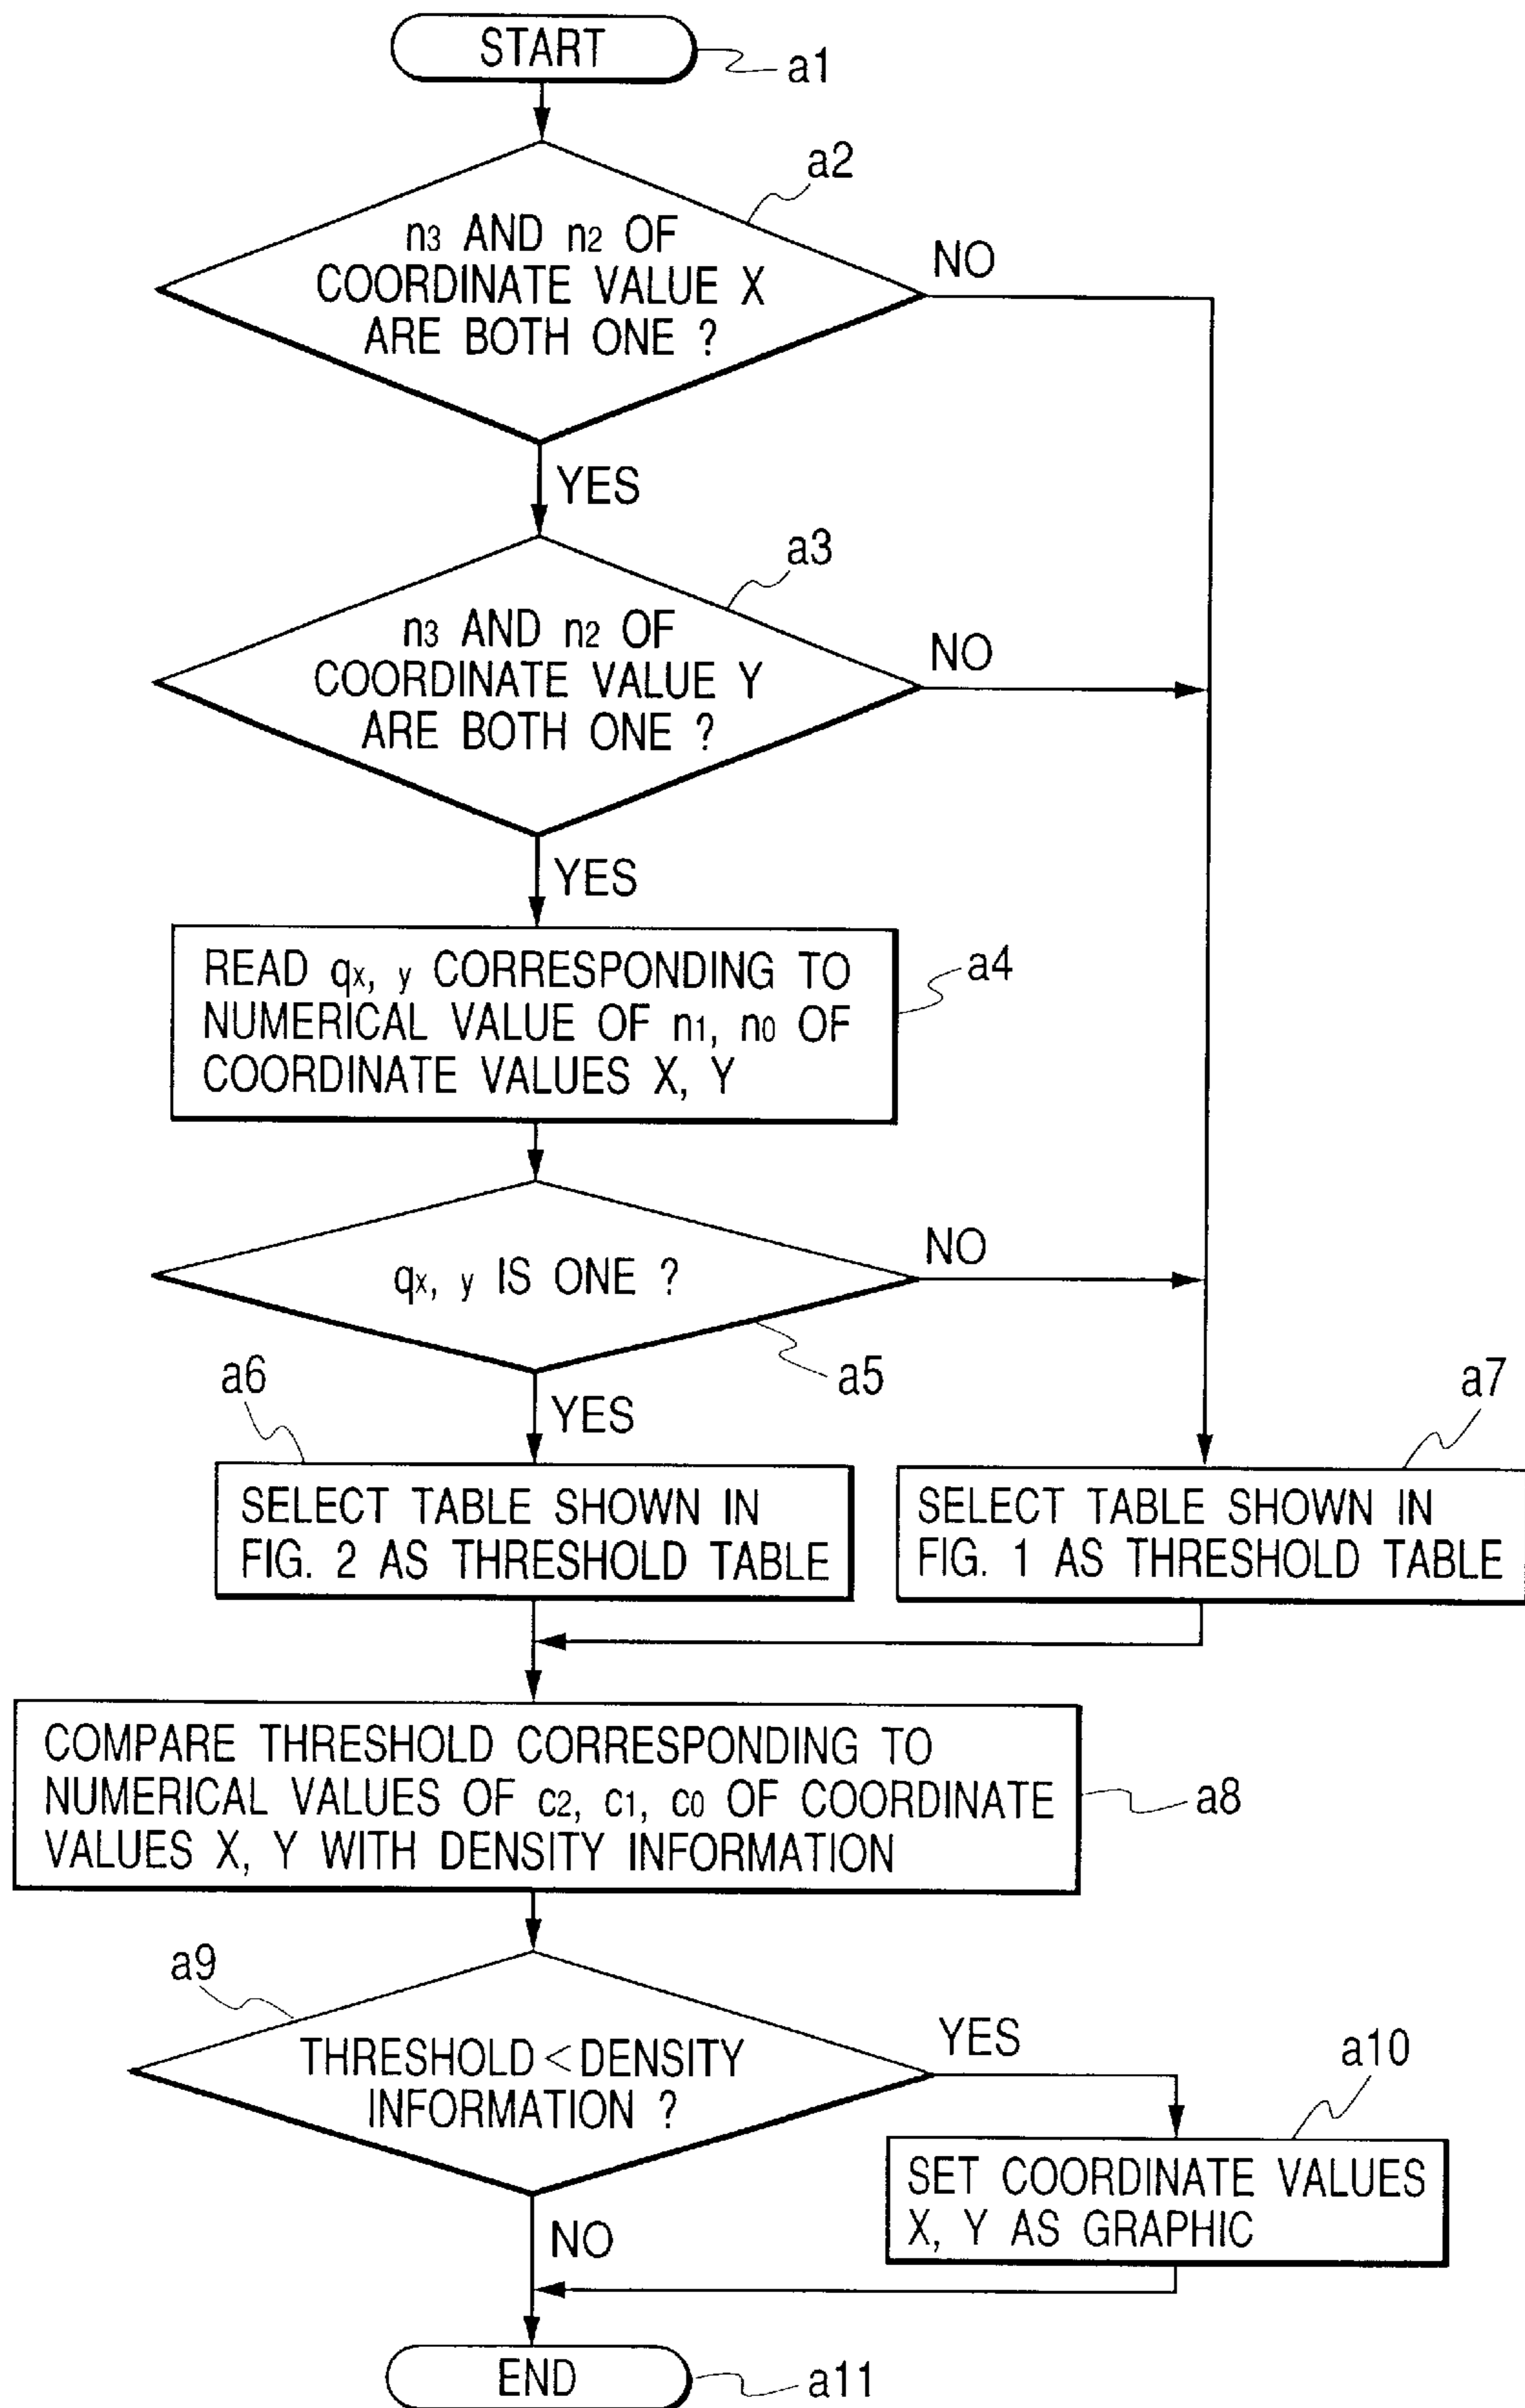 START
a1
a2
n3 AND n2 OF
COORDINATE VALUE X
ARE BOTH ONE ?
NO
YES
a3
n3 AND n2 OF
COORDINATE VALUE Y
ARE BOTH ONE ?
NO
YES
READ qx, y CORRESPONDING TO
NUMERICAL VALUE OF n1, n0 OF
COORDINATE VALUES X, Y
a4
qx, y IS ONE ?
NO
a5
YES
a6
SELECT TABLE SHOWN IN
FIG. 2 AS THRESHOLD TABLE
a7
SELECT TABLE SHOWN IN
FIG. 1 AS THRESHOLD TABLE
COMPARE THRESHOLD CORRESPONDING TO
NUMERICAL VALUES OF c2, c1, c0 OF COORDINATE
VALUES X, Y WITH DENSITY INFORMATION
a8
a9
THRESHOLD < DENSITY
INFORMATION ?
YES
NO
a10
SET COORDINATE VALUES
X, Y AS GRAPHIC
END
a11